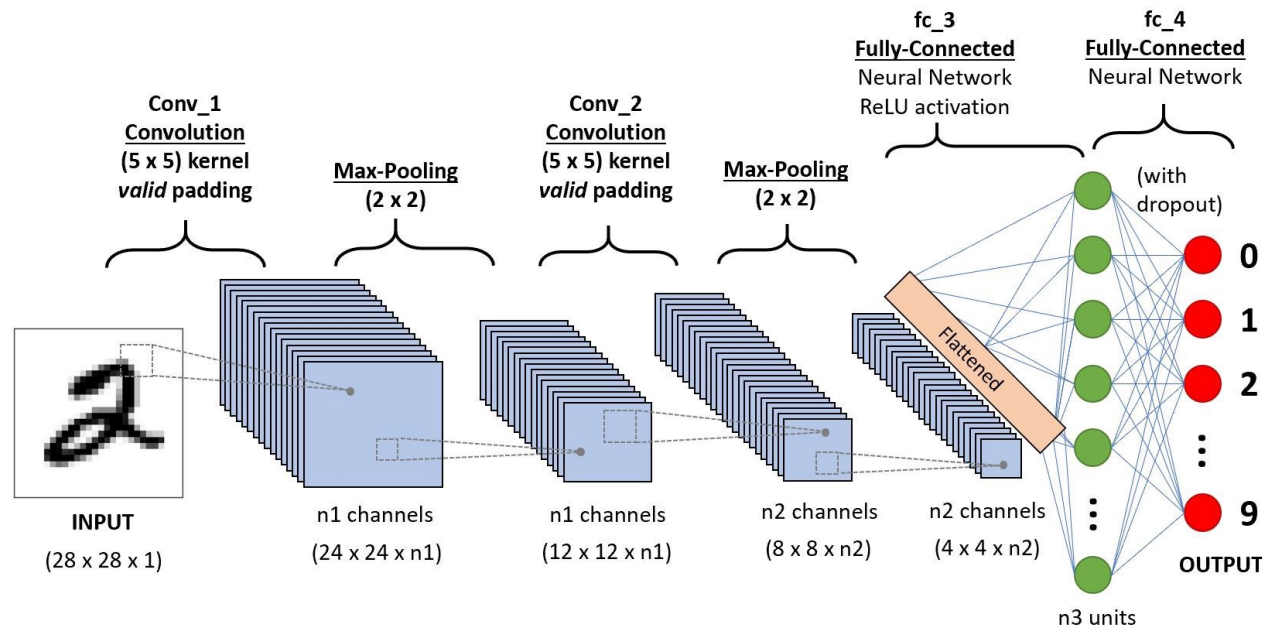 Conv_1
Convolution
(5 x 5) kernel
valid padding
Max-Pooling
(2 x 2)
Conv_2
Convolution
(5 x 5) kernel
valid padding
Max-Pooling
(2 x 2)
fc_3
Fully-Connected
Neural Network
ReLU activation
fc_4
Fully-Connected
Neural Network
(with
dropout)
Flattened
0
1
2
9
OUTPUT
2
INPUT
(28 x 28 x 1)
n1 channels
(24 x 24 x n1)
n1 channels
(12 x 12 x n1)
n2 channels
(8 x 8 x n2)
n2 channels
(4 x 4 x n2)
n3 units